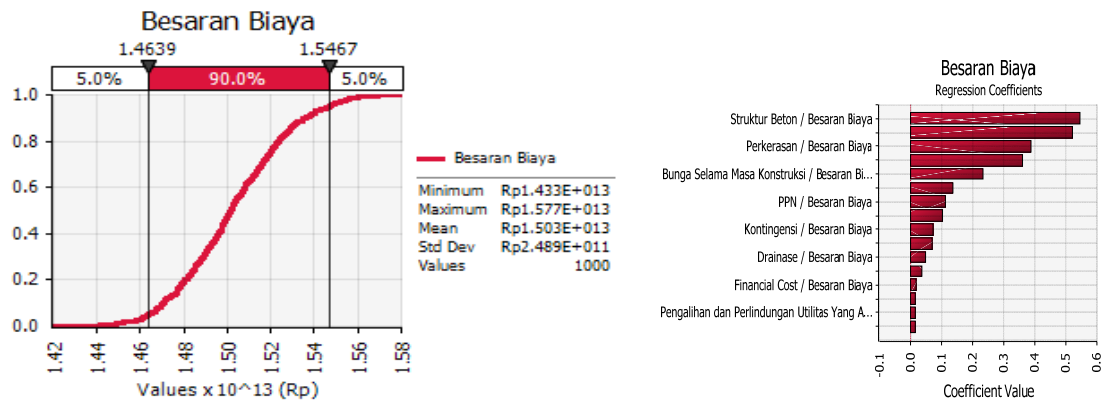 Besaran Biaya
1.4639 1.5467
5.0% 90.0% 5.0%
1.0
0.8
0.6
0.4
0.2
0.0
1.42 1.44 1.46 1.48 1.50 1.52 1.54 1.56 1.58
Values x 10^13 (Rp)
Besaran Biaya
Minimum Rp1.433E+013
Maximum Rp1.577E+013
Mean Rp1.503E+013
Std Dev Rp2.489E+011
Values 1000
Besaran Biaya
Regression Coefficients
Struktur Beton / Besaran Biaya
Perkerasan / Besaran Biaya
Bunga Selama Masa Konstruksi / Besaran Bi...
PPN / Besaran Biaya
Kontingensi / Besaran Biaya
Drainase / Besaran Biaya
Financial Cost / Besaran Biaya
Pengalihan dan Perlindungan Utilitas Yang A...
-0.1 0.0 0.1 0.2 0.3 0.4 0.5 0.6
Coefficient Value